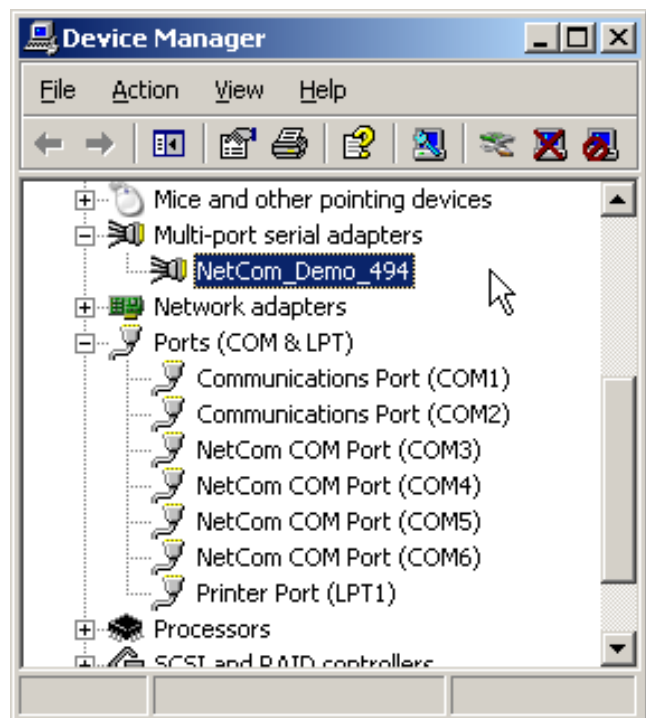 Device Manager
File Action View Help
Mice and other pointing devices
Multi-port serial adapters
NetCom_Demo_494
Network adapters
Ports (COM & LPT)
Communications Port (COM1)
Communications Port (COM2)
NetCom COM Port (COM3)
NetCom COM Port (COM4)
NetCom COM Port (COM5)
NetCom COM Port (COM6)
Printer Port (LPT1)
Processors
SCSI and RAID controllers